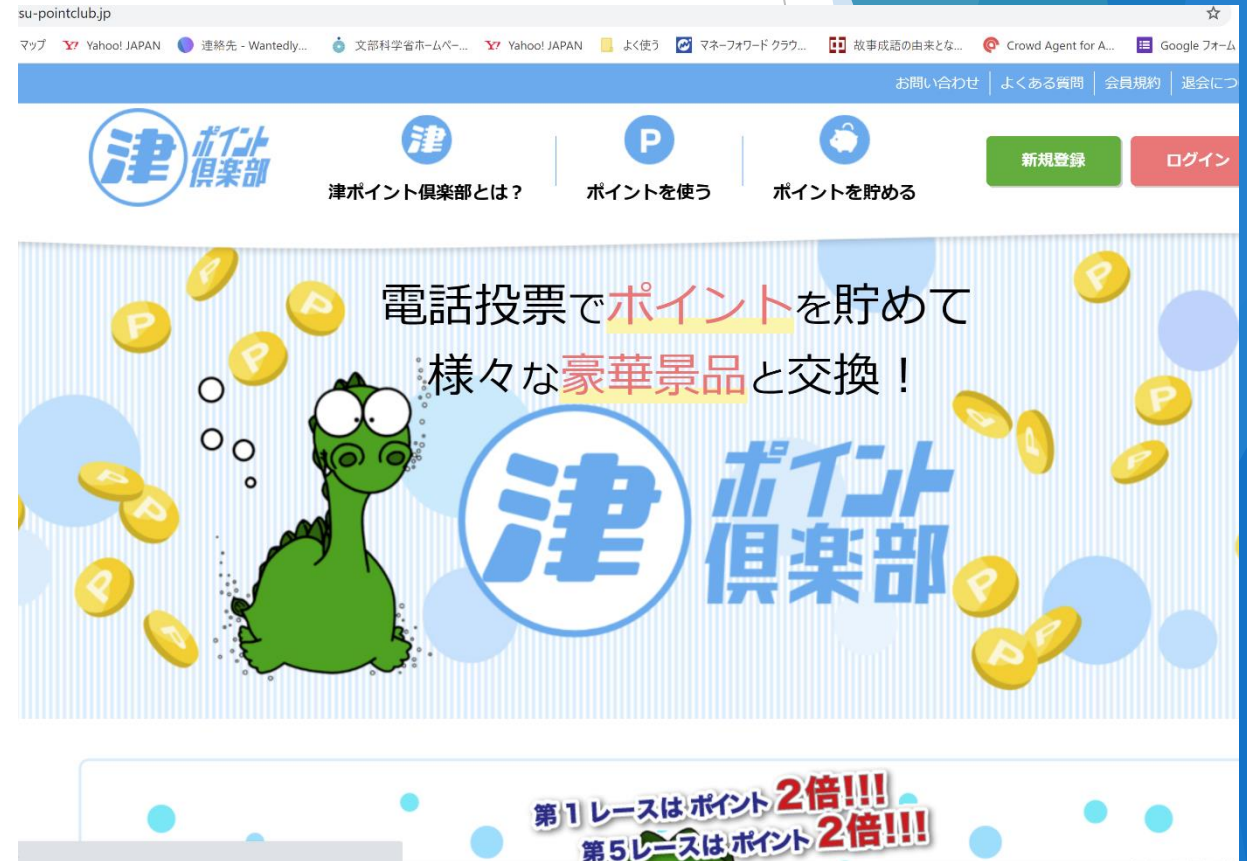 su-pointclub.jp
マップ Yahoo! JAPAN 連絡先 - Wantedly... 文部科学省ホームペー... Yahoo! JAPAN よく使う マネーフォワード クラウ... 故事成語の由来とな... Crowd Agent for A... Google フォーム
お問い合わせ よくある質問 会員規約 退会につ
津 ポイント倶楽部
津 P
津ポイント倶楽部とは？ ポイントを使う ポイントを貯める
新規登録 ログイン
電話投票でポイントを貯めて
様々な豪華景品と交換！
津 ポイント
倶楽部
第1レースはポイント2倍!!!
第5レースはポイント2倍!!!